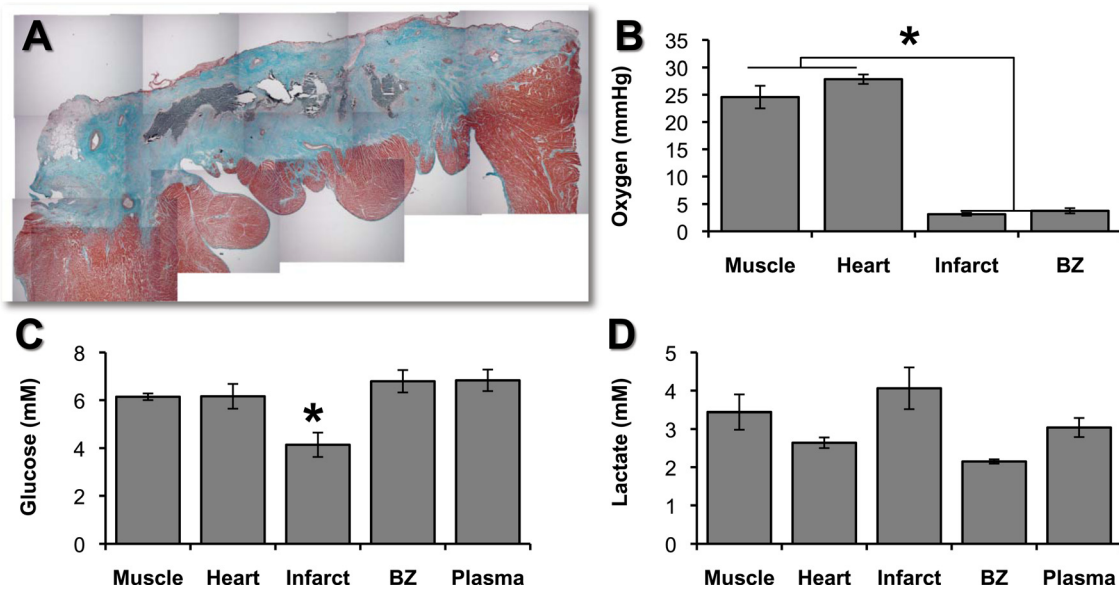 A
B
*
35
30
25
20
15
10
5
0
Oxygen (mmHg)
Muscle Heart Infarct BZ
C
8
6
4
2
0
Glucose (mM)
*
Muscle Heart Infarct BZ Plasma
D
5
4
3
2
1
0
Lactate (mM)
Muscle Heart Infarct BZ Plasma